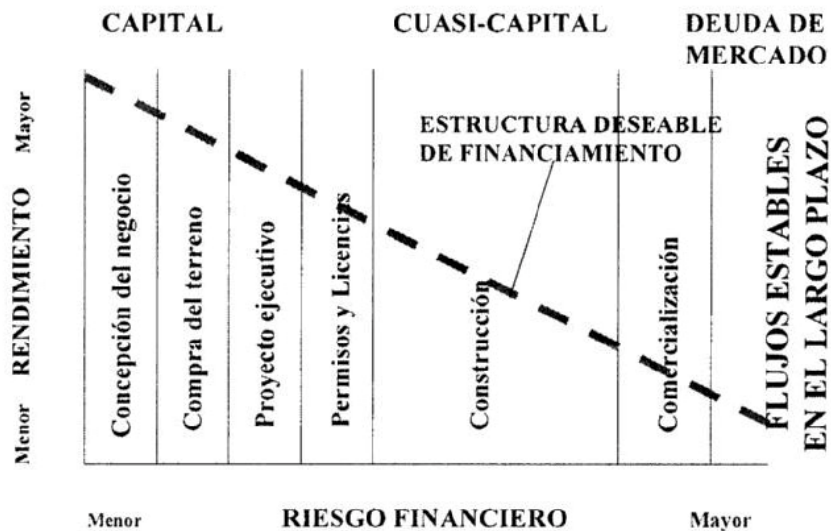 CAPITAL
CUASI-CAPITAL
DEUDA DE
MERCADO
Mayor
RENDIMIENTO
Menor
Concepción del negocio
Compra del terreno
Proyecto ejecutivo
Permisos y Licencias
ESTRUCTURA DESEABLE
DE FINANCIAMIENTO
Construcción
Comercialización
FLUJOS ESTABLES
EN EL LARGO PLAZO
Menor
RIESGO FINANCIERO
Mayor